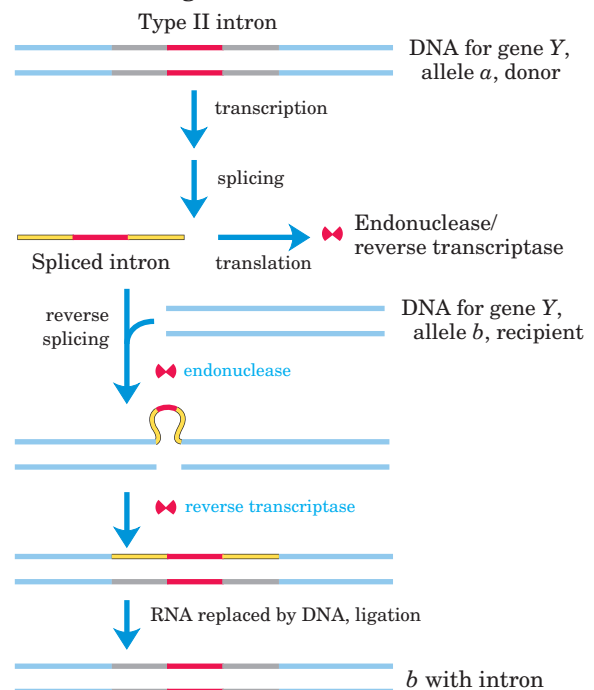 Type II intron
DNA for gene Y,
allele a, donor
transcription
splicing
Endonuclease/
reverse transcriptase
Spliced intron
translation
reverse
splicing
DNA for gene Y,
allele b, recipient
endonuclease
reverse transcriptase
RNA replaced by DNA, ligation
b with intron